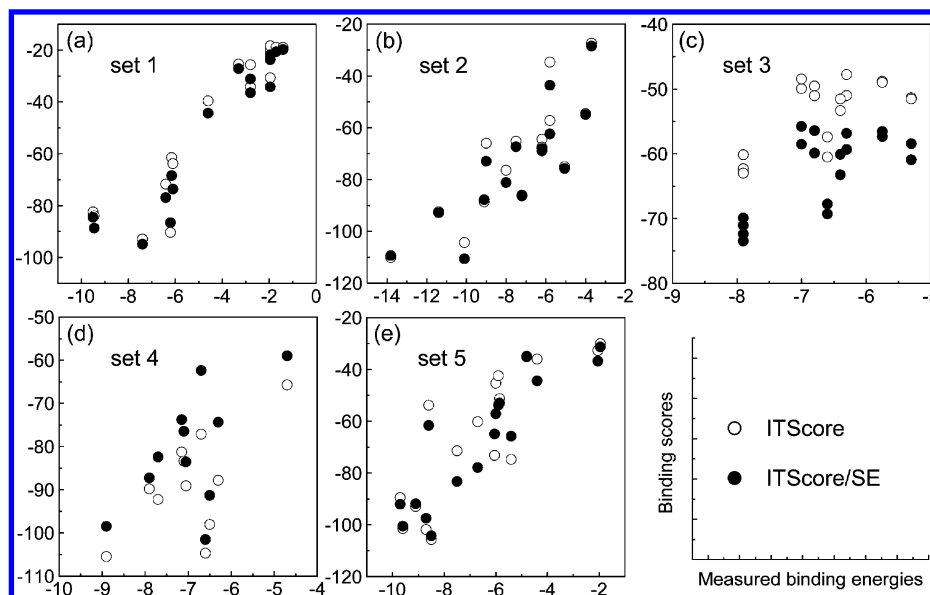 (a)
set 1
-20
-40
-60
-80
-100
-10 -8 -6 -4 -2 0
(b)
set 2
-20
-40
-60
-80
-100
-120
-14 -12 -10 -8 -6 -4 -2
(c)
set 3
-40
-50
-60
-70
-80
-9 -8 -7 -6
(d)
set 4
-50
-60
-70
-80
-90
-100
-110
-10 -9 -8 -7 -6 -5 -4
(e)
set 5
-20
-40
-60
-80
-100
-120
-10 -8 -6 -4 -2
Binding scores
ITScore
ITScore/SE
Measured binding energies